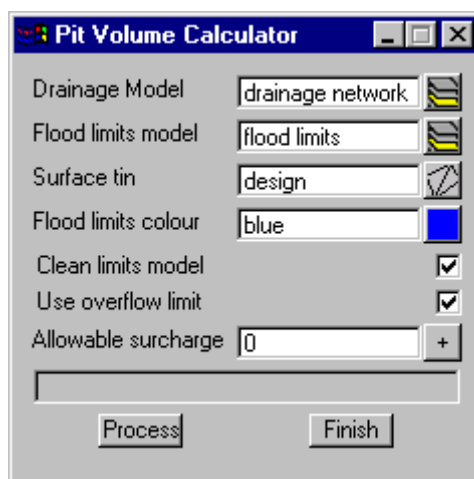 Pit Volume Calculator
Drainage Model drainage network
Flood limits model flood limits
Surface tin design
Flood limits colour blue
Clean limits model
Use overflow limit
Allowable surcharge 0 +
Process Finish